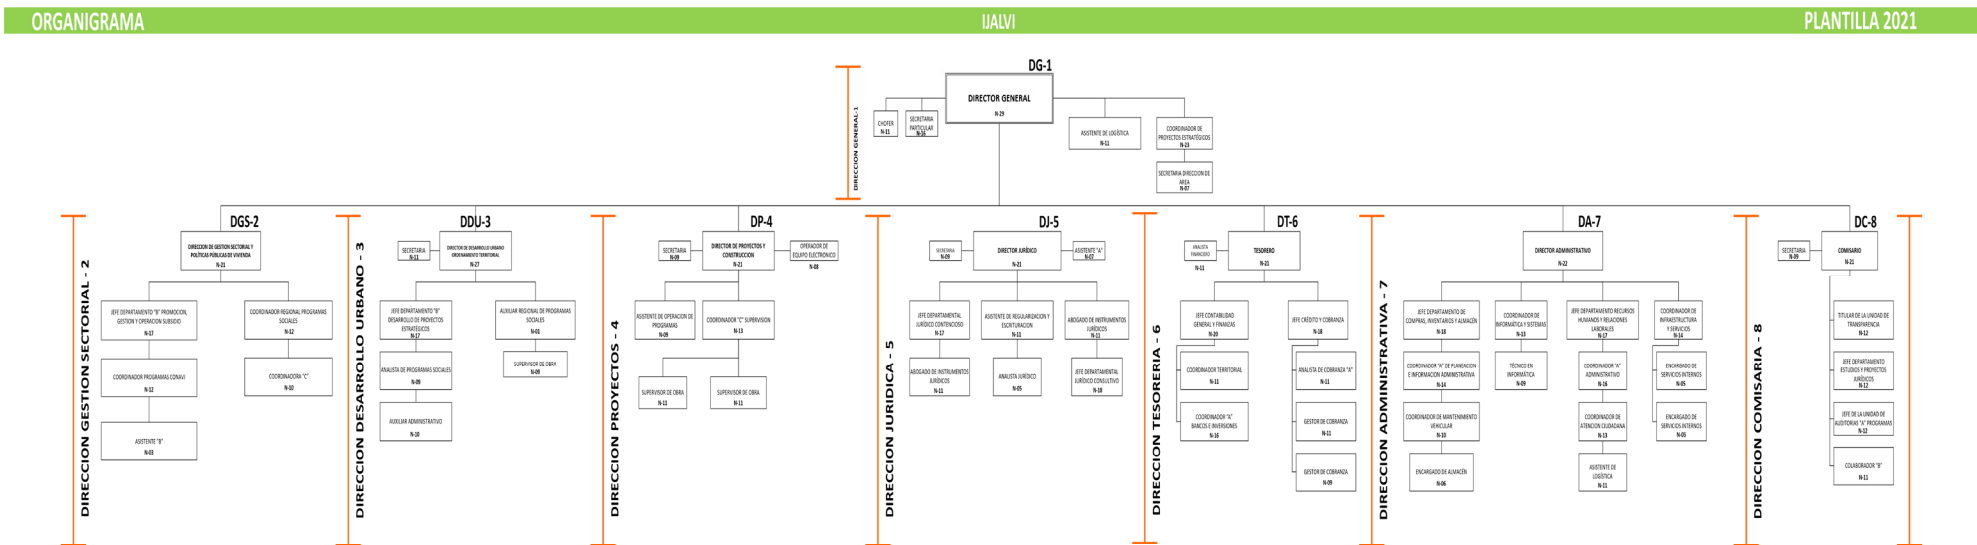 ORGANIGRAMA
IJALVI
PLANTILLA 2021
DIRECCION GENERAL-1
DG-1
DIRECTOR GENERAL
N-29
CHOFER
N-11
SECRETARIA
PARTICULAR
N-16
ASISTENTE DE LOGÍSTICA
N-11
COORDINADOR DE
PROYECTOS ESTRATÉGICOS
N-23
SECRETARIA DIRECCION DE
AREA
N-07
DIRECCION GESTION SECTORIAL - 2
DGS-2
DIRECCION DE GESTION SECTORIAL Y
POLÍTICAS PÚBLICAS DE VIVIENDA
N-21
JEFE DEPARTAMENTO "B" PROMOCION,
GESTION Y OPERACION SUBSIDIO
N-17
COORDINADOR PROGRAMAS CONAVI
N-12
ASISTENTE "B"
N-03
COORDINADOR REGIONAL PROGRAMAS
SOCIALES
N-12
COORDINADORA "C"
N-10
DIRECCION DESARROLLO URBANO - 3
DDU-3
SECRETARIA
N-11
DIRECTOR DE DESARROLLO URBANO
ORDENAMIENTO TERRITORIAL
N-27
JEFE DEPARTAMENTO "B"
DESARROLLO DE PROYECTOS
ESTRATÉGICOS
N-17
ANALISTA DE PROGRAMAS SOCIALES
N-09
AUXILIAR ADMINISTRATIVO
N-10
AUXILIAR REGIONAL DE PROGRAMAS
SOCIALES
N-01
SUPERVISOR DE OBRA
N-09
DIRECCION PROYECTOS - 4
DP-4
SECRETARIA
N-09
DIRECTOR DE PROYECTOS Y
CONSTRUCCION
N-21
OPERADOR DE
EQUIPO ELECTRONICO
N-08
ASISTENTE DE OPERACION DE
PROGRAMAS
N-09
COORDINADOR "C" SUPERVISION
N-13
SUPERVISOR DE OBRA
N-11
SUPERVISOR DE OBRA
N-11
DIRECCION JURIDICA - 5
DJ-5
SECRETARIA
N-09
DIRECTOR JURÍDICO
N-21
ASISTENTE "A"
N-07
JEFE DEPARTAMENTAL
JURÍDICO CONTENCIOSO
N-17
ABOGADO DE INSTRUMENTOS
JURÍDICOS
N-11
ASISTENTE DE REGULARIZACION Y
ESCRITURACION
N-11
ANALISTA JURÍDICO
N-05
ABOGADO DE INSTRUMENTOS
JURÍDICOS
N-11
JEFE DEPARTAMENTAL
JURÍDICO CONSULTIVO
N-18
DIRECCION TESORERIA - 6
DT-6
ANALISTA
FINANCIERO
N-11
TESORERO
N-21
JEFE CONTABILIDAD
GENERAL Y FINANZAS
N-20
COORDINADOR TERRITORIAL
N-11
COORDINADOR "A"
BANCOS E INVERSIONES
N-16
JEFE CRÉDITO Y COBRANZA
N-18
ANALISTA DE COBRANZA "A"
N-11
GESTOR DE COBRANZA
N-11
GESTOR DE COBRANZA
N-09
DIRECCION ADMINISTRATIVA - 7
DA-7
DIRECTOR ADMINISTRATIVO
N-22
JEFE DEPARTAMENTO DE
COMPRAS, INVENTARIOS Y ALMACÉN
N-18
COORDINADOR "A" DE PLANEACION
E INFORMACION ADMINISTRATIVA
N-14
COORDINADOR DE MANTENIMIENTO
VEHICULAR
N-10
ENCARGADO DE ALMACÉN
N-06
COORDINADOR DE
INFORMÁTICA Y SISTEMAS
N-13
TÉCNICO EN
INFORMÁTICA
N-09
JEFE DEPARTAMENTO RECURSOS
HUMANOS Y RELACIONES
LABORALES
N-17
COORDINADOR "A"
ADMINISTRATIVO
N-16
COORDINADOR DE
ATENCION CIUDADANA
N-13
ASISTENTE DE
LOGÍSTICA
N-11
COORDINADOR DE
INFRAESTRUCTURA
Y SERVICIOS
N-14
ENCARGADO DE
SERVICIOS INTERNOS
N-05
ENCARGADO DE
SERVICIOS INTERNOS
N-05
DIRECCION COMISARIA - 8
DC-8
SECRETARIA
N-09
COMISARIO
N-21
TITULAR DE LA UNIDAD DE
TRANSPARENCIA
N-12
JEFE DEPARTAMENTO
ESTUDIOS Y PROYECTOS
JURÍDICOS
N-12
JEFE DE LA UNIDAD DE
AUDITORIAS "A" PROGRAMAS
N-12
COLABORADOR "B"
N-11